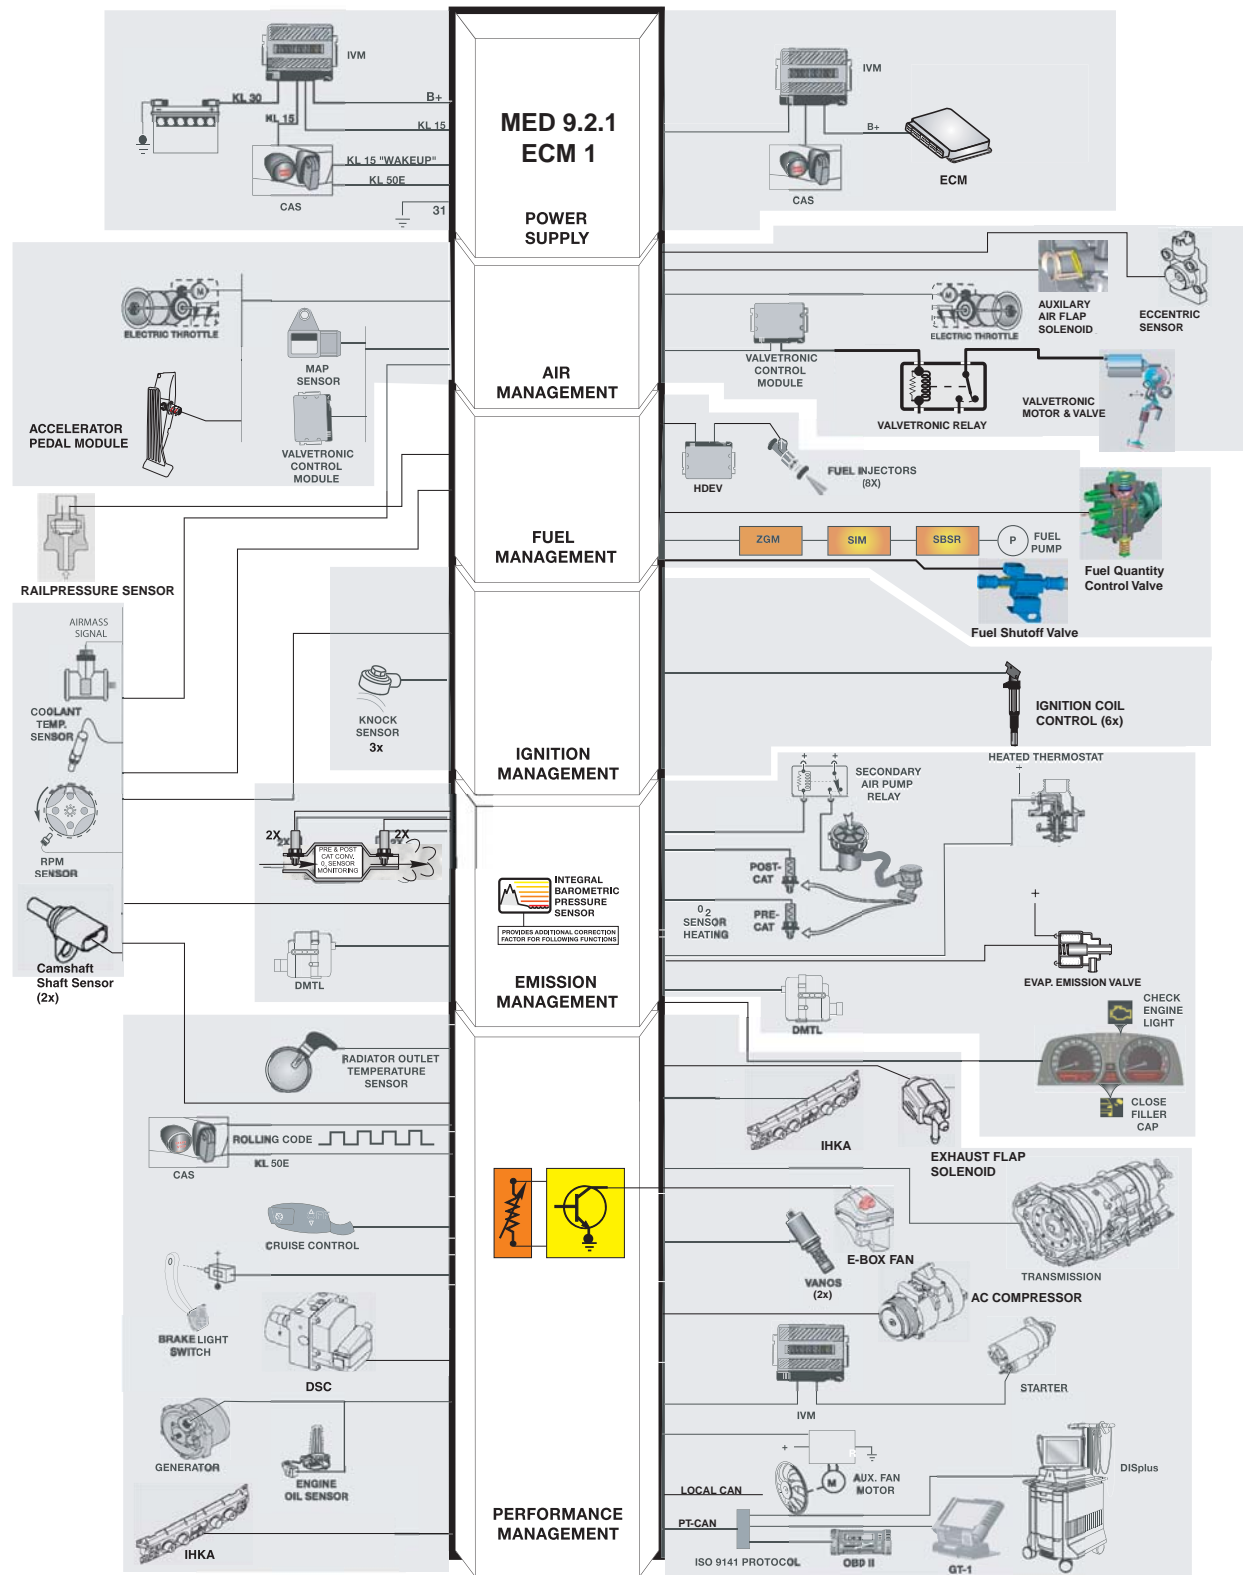 IVM
KL 30
B+
KL 15
KL 15
KL 15 "WAKEUP"
KL 50E
CAS
31
MED 9.2.1
ECM 1
POWER
SUPPLY
IVM
B+
ECM
CAS
M
ELECTRIC THROTTLE
MAP
SENSOR
ACCELERATOR
PEDAL MODULE
VALVETRONIC
CONTROL
MODULE
AIR
MANAGEMENT
AUXILARY
AIR FLAP
SOLENOID
ECCENTRIC
SENSOR
M
ELECTRIC THROTTLE
VALVETRONIC
CONTROL
MODULE
VALVETRONIC RELAY
VALVETRONIC
MOTOR & VALVE
RAILPRESSURE SENSOR
FUEL
MANAGEMENT
HDEV
FUEL INJECTORS
(8X)
ZGM
SIM
SBSR
P
FUEL
PUMP
Fuel Quantity
Control Valve
Fuel Shutoff Valve
AIRMASS
SIGNAL
COOLANT
TEMP.
SENSOR
RPM
SENSOR
Camshaft
Shaft Sensor
(2x)
KNOCK
SENSOR
3x
IGNITION
MANAGEMENT
IGNITION COIL
CONTROL (6x)
HEATED THERMOSTAT
2X
2X
2X
2X
PRE & POST
CAT CONV.
O2 SENSOR
MONITORING
DMTL
INTEGRAL
BAROMETRIC
PRESSURE
SENSOR
PROVIDES ADDITIONAL CORRECTION
FACTOR FOR FOLLOWING FUNCTIONS
EMISSION
MANAGEMENT
+
+
SECONDARY
AIR PUMP
RELAY
POST-
CAT
PRE-
CAT
O2
SENSOR
HEATING
+
EVAP. EMISSION VALVE
DMTL
CHECK
ENGINE
LIGHT
CLOSE
FILLER
CAP
RADIATOR OUTLET
TEMPERATURE
SENSOR
ROLLING CODE
KL 50E
CAS
CRUISE CONTROL
+
BRAKE LIGHT
SWITCH
DSC
GENERATOR
ENGINE
OIL SENSOR
IHKA
PERFORMANCE
MANAGEMENT
IHKA
EXHAUST FLAP
SOLENOID
VANOS
(2x)
E-BOX FAN
TRANSMISSION
AC COMPRESSOR
IVM
STARTER
+
M
AUX. FAN
MOTOR
LOCAL CAN
PT-CAN
ISO 9141 PROTOCOL
OBD II
GT-1
DISplus